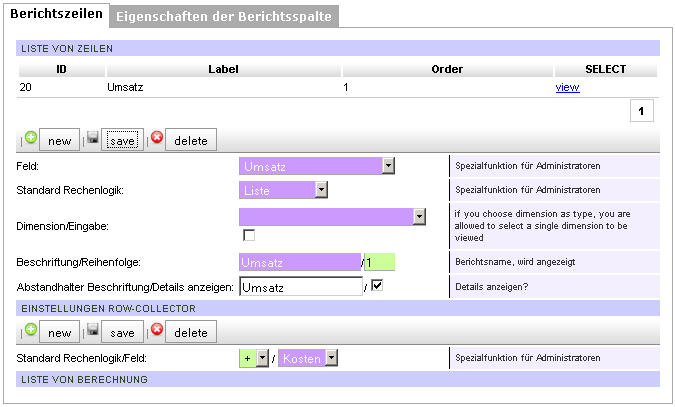 Berichtszeilen Eigenschaften der Berichtsspalte
LISTE VON ZEILEN
ID Label Order SELECT
20 Umsatz 1 view
1
| new | save | delete
Feld: Umsatz Spezialfunktion für Administratoren
Standard Rechenlogik: Liste Spezialfunktion für Administratoren
Dimension/Eingabe: if you choose dimension as type, you are
allowed to select a single dimension to be
viewed
Beschriftung/Reihenfolge: Umsatz / 1 Berichtsname, wird angezeigt
Abstandhalter Beschriftung/Details anzeigen: Umsatz / Details anzeigen?
EINSTELLUNGEN ROW-COLLECTOR
| new | save | delete
Standard Rechenlogik/Feld: + / Kosten Spezialfunktion für Administratoren
LISTE VON BERECHNUNG